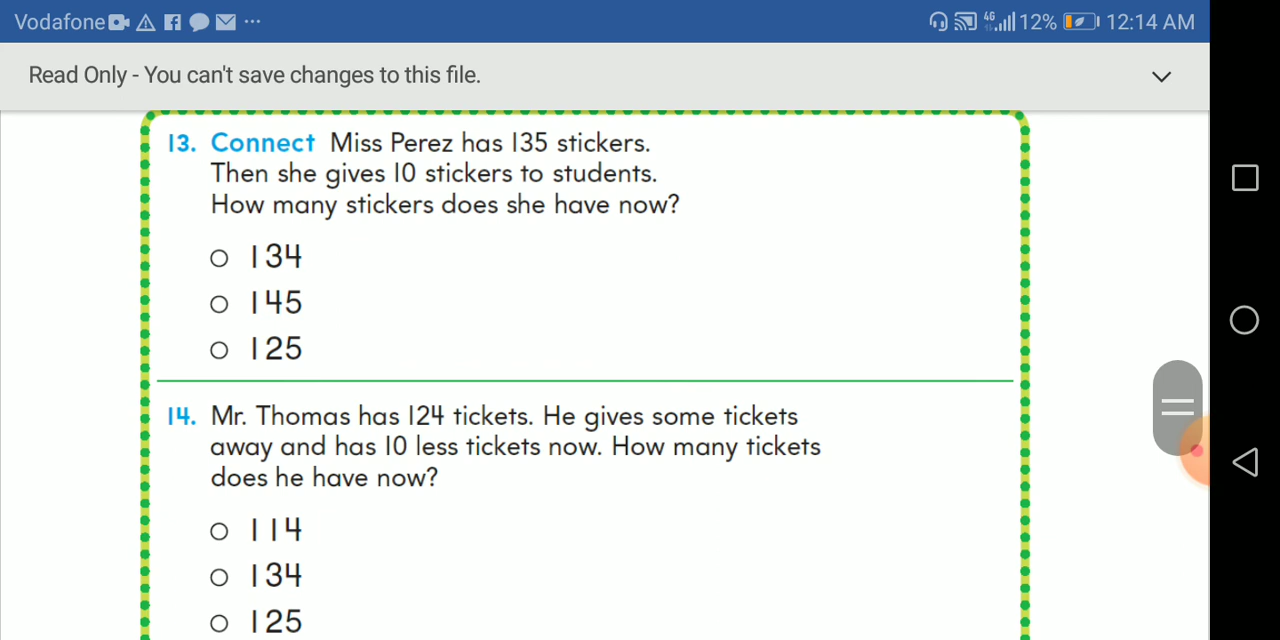 Vodafone ... 4G 12% 12:14 AM
Read Only - You can't save changes to this file.
13. Connect Miss Perez has 135 stickers.
Then she gives 10 stickers to students.
How many stickers does she have now?
134
145
125
14. Mr. Thomas has 124 tickets. He gives some tickets
away and has 10 less tickets now. How many tickets
does he have now?
114
134
125